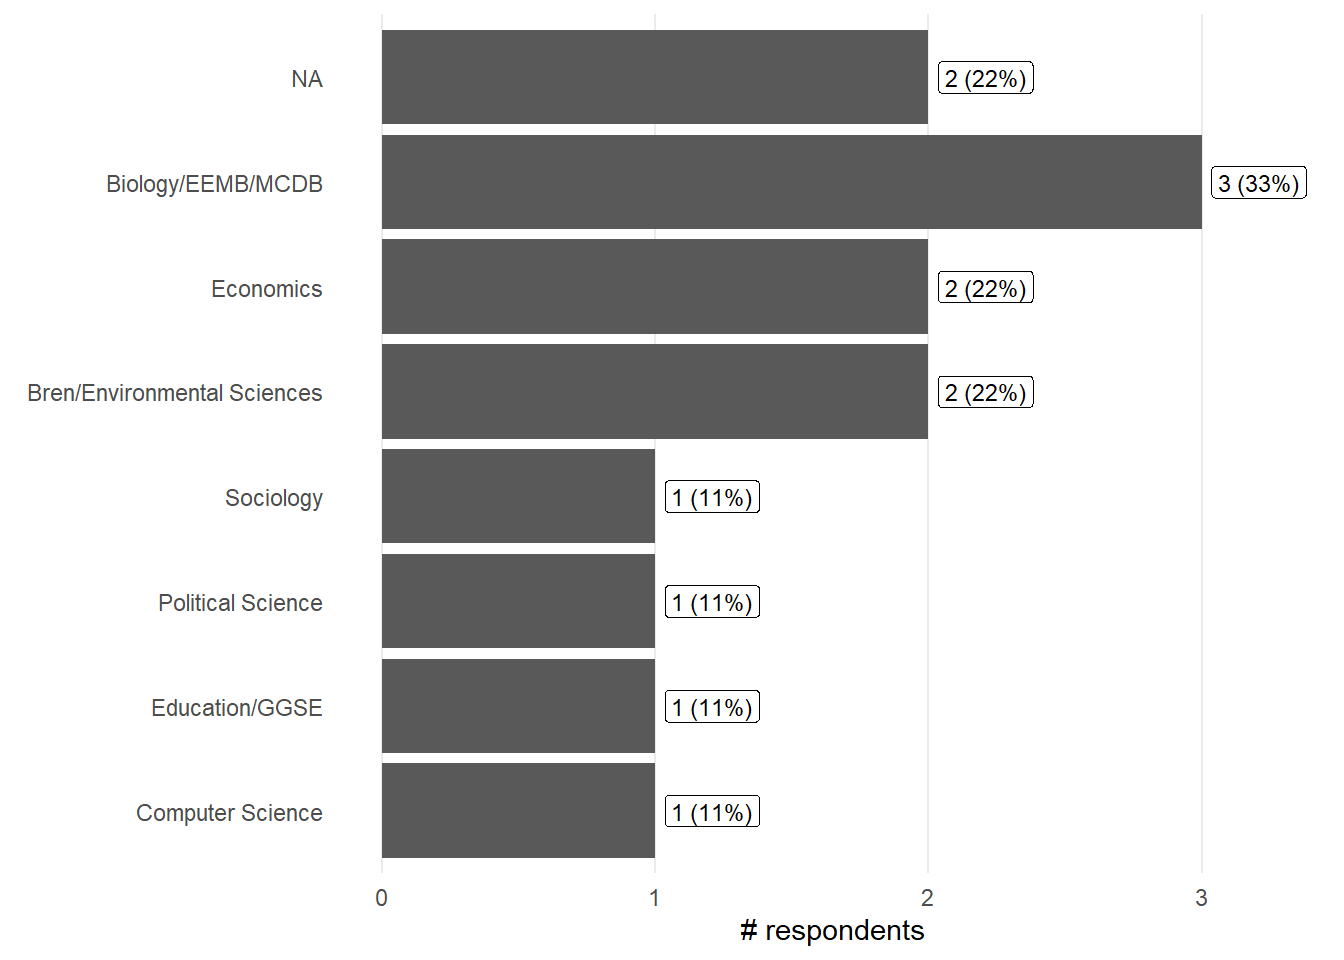 NA 2 (22%)
Biology/EEMB/MCDB 3 (33%)
Economics 2 (22%)
Bren/Environmental Sciences 2 (22%)
Sociology 1 (11%)
Political Science 1 (11%)
Education/GGSE 1 (11%)
Computer Science 1 (11%)
0 1 2 3
# respondents